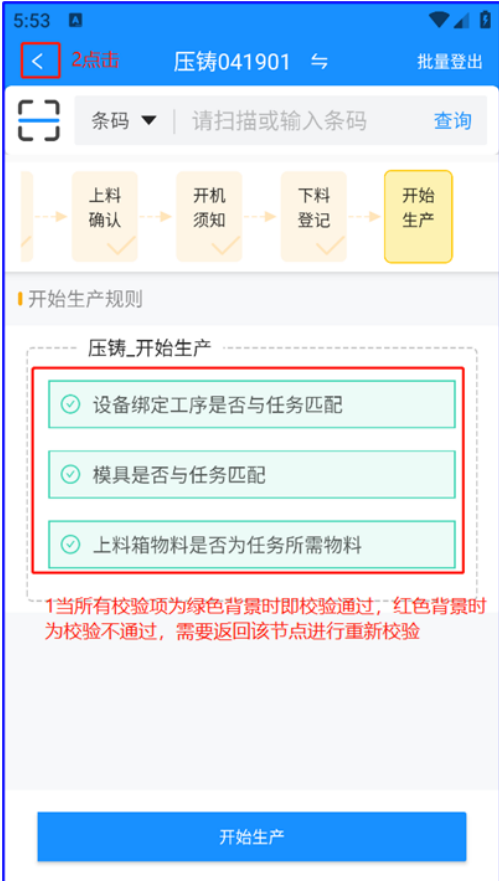 5:53
2点击
压铸041901
批量登出
条码
请扫描或输入条码
查询
上料
确认
开机
须知
下料
登记
开始
生产
开始生产规则
压铸_开始生产
设备绑定工序是否与任务匹配
模具是否与任务匹配
上料箱物料是否为任务所需物料
1当所有校验项为绿色背景时即校验通过，红色背景时
为校验不通过，需要返回该节点进行重新校验
开始生产